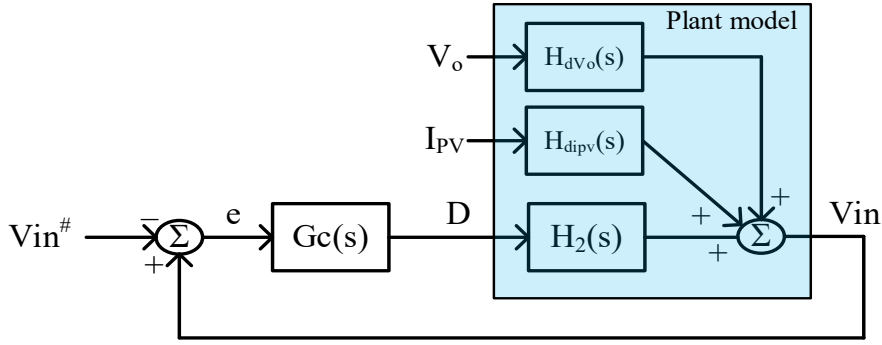 Plant model
Vo
HdVo(s)
IPV
Hdipv(s)
+
+
Vin#
−
Σ
+
e
Gc(s)
D
H2(s)
+
Σ
Vin